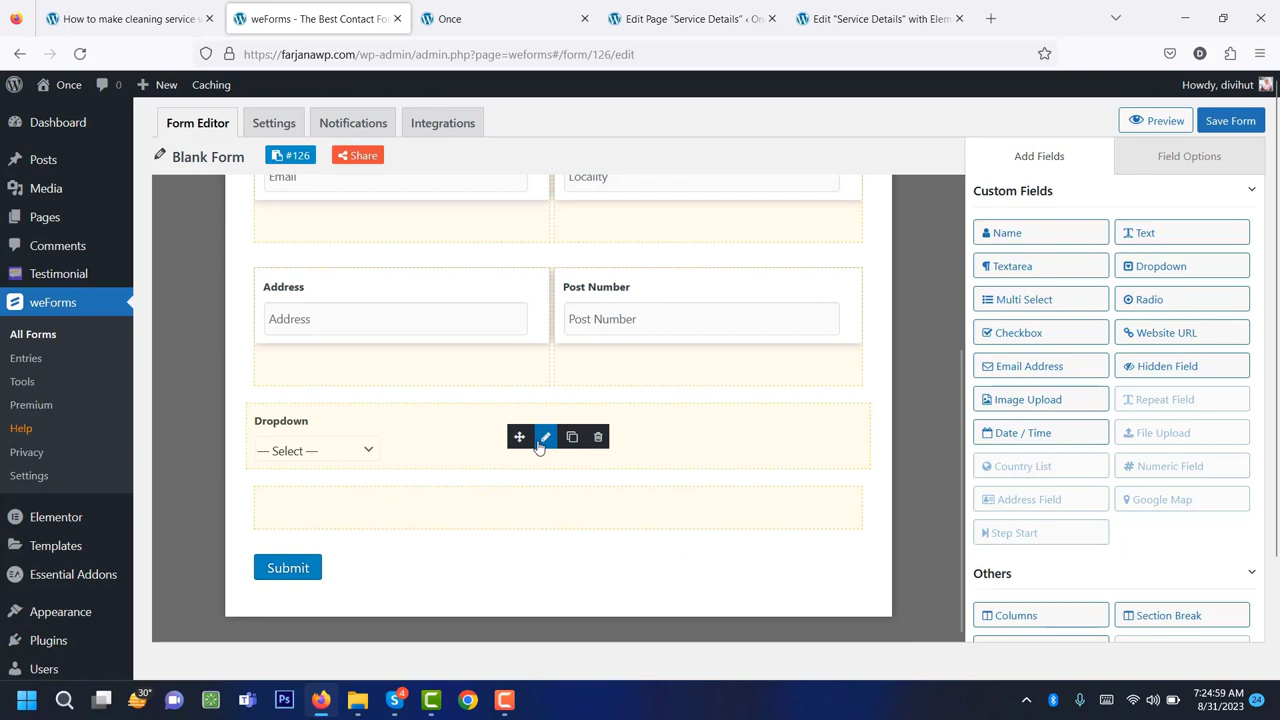 How to make cleaning service w
weForms - The Best Contact Fo
Once
Edit Page "Service Details" ‹ On
Edit "Service Details" with Elem
https://farjanawp.com/wp-admin/admin.php?page=weforms#/form/126/edit
Once
0
New
Caching
Howdy, divihut
Dashboard
Posts
Media
Pages
Comments
Testimonial
weForms
All Forms
Entries
Tools
Premium
Help
Privacy
Settings
Elementor
Templates
Essential Addons
Appearance
Plugins
Users
Form Editor
Settings
Notifications
Integrations
Preview
Save Form
Blank Form
#126
Share
Email
Locality
Address
Post Number
Address
Post Number
Dropdown
— Select —
Submit
Add Fields
Field Options
Custom Fields
Name
Text
Textarea
Dropdown
Multi Select
Radio
Checkbox
Website URL
Email Address
Hidden Field
Image Upload
Repeat Field
Date / Time
File Upload
Country List
Numeric Field
Address Field
Google Map
Step Start
Others
Columns
Section Break
30°
4
7:24:59 AM
8/31/2023
24